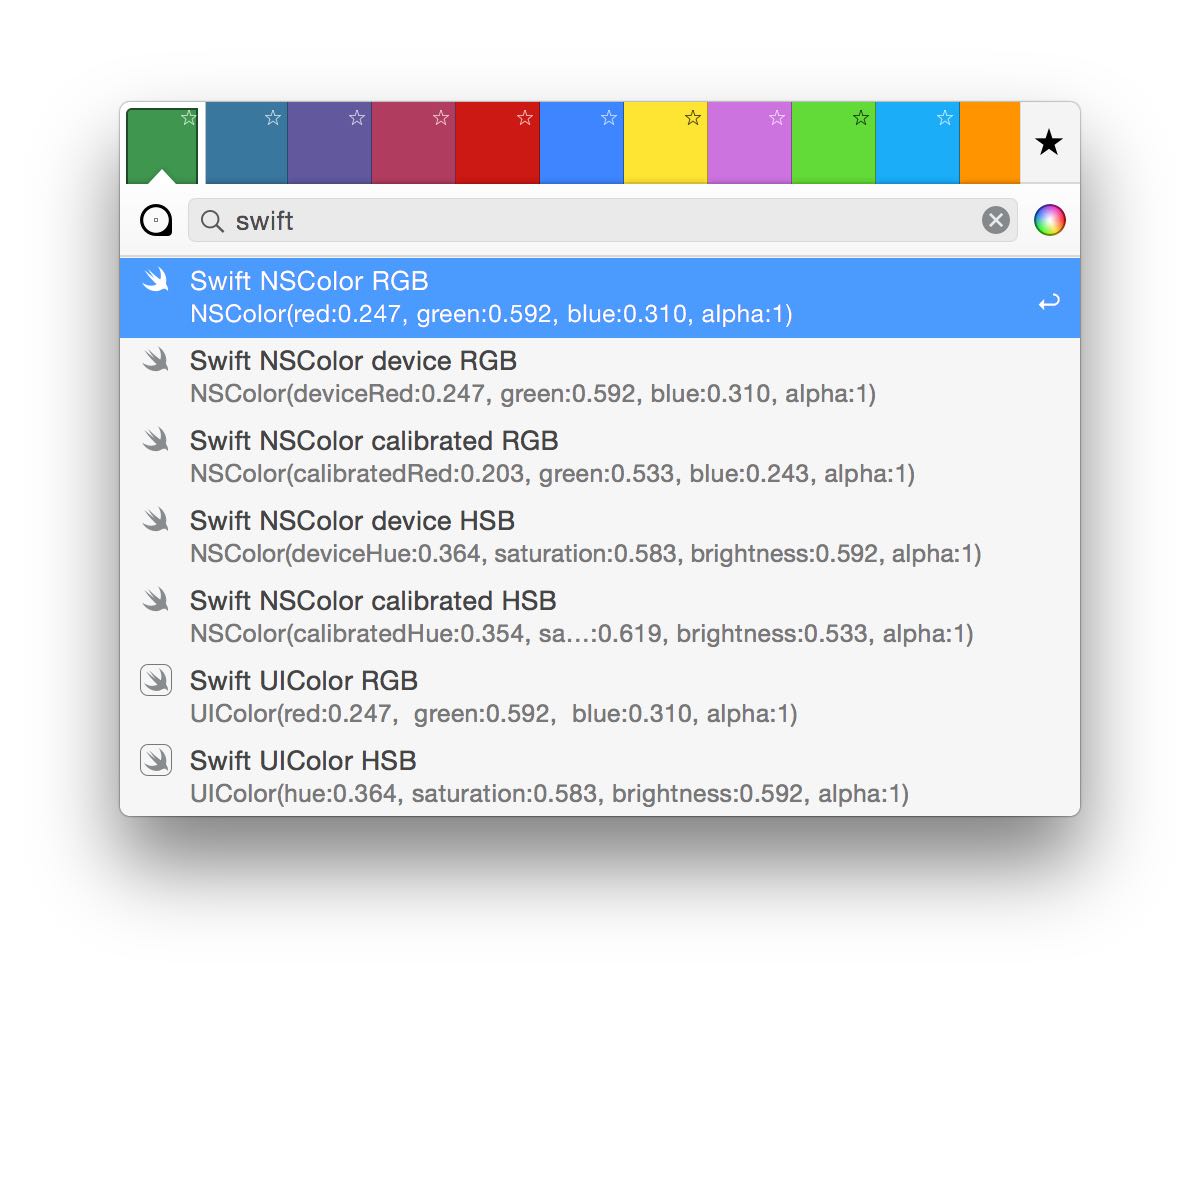 swift
Swift NSColor RGB
NSColor(red:0.247, green:0.592, blue:0.310, alpha:1)
Swift NSColor device RGB
NSColor(deviceRed:0.247, green:0.592, blue:0.310, alpha:1)
Swift NSColor calibrated RGB
NSColor(calibratedRed:0.203, green:0.533, blue:0.243, alpha:1)
Swift NSColor device HSB
NSColor(deviceHue:0.364, saturation:0.583, brightness:0.592, alpha:1)
Swift NSColor calibrated HSB
NSColor(calibratedHue:0.354, sa…:0.619, brightness:0.533, alpha:1)
Swift UIColor RGB
UIColor(red:0.247,  green:0.592,  blue:0.310, alpha:1)
Swift UIColor HSB
UIColor(hue:0.364, saturation:0.583, brightness:0.592, alpha:1)